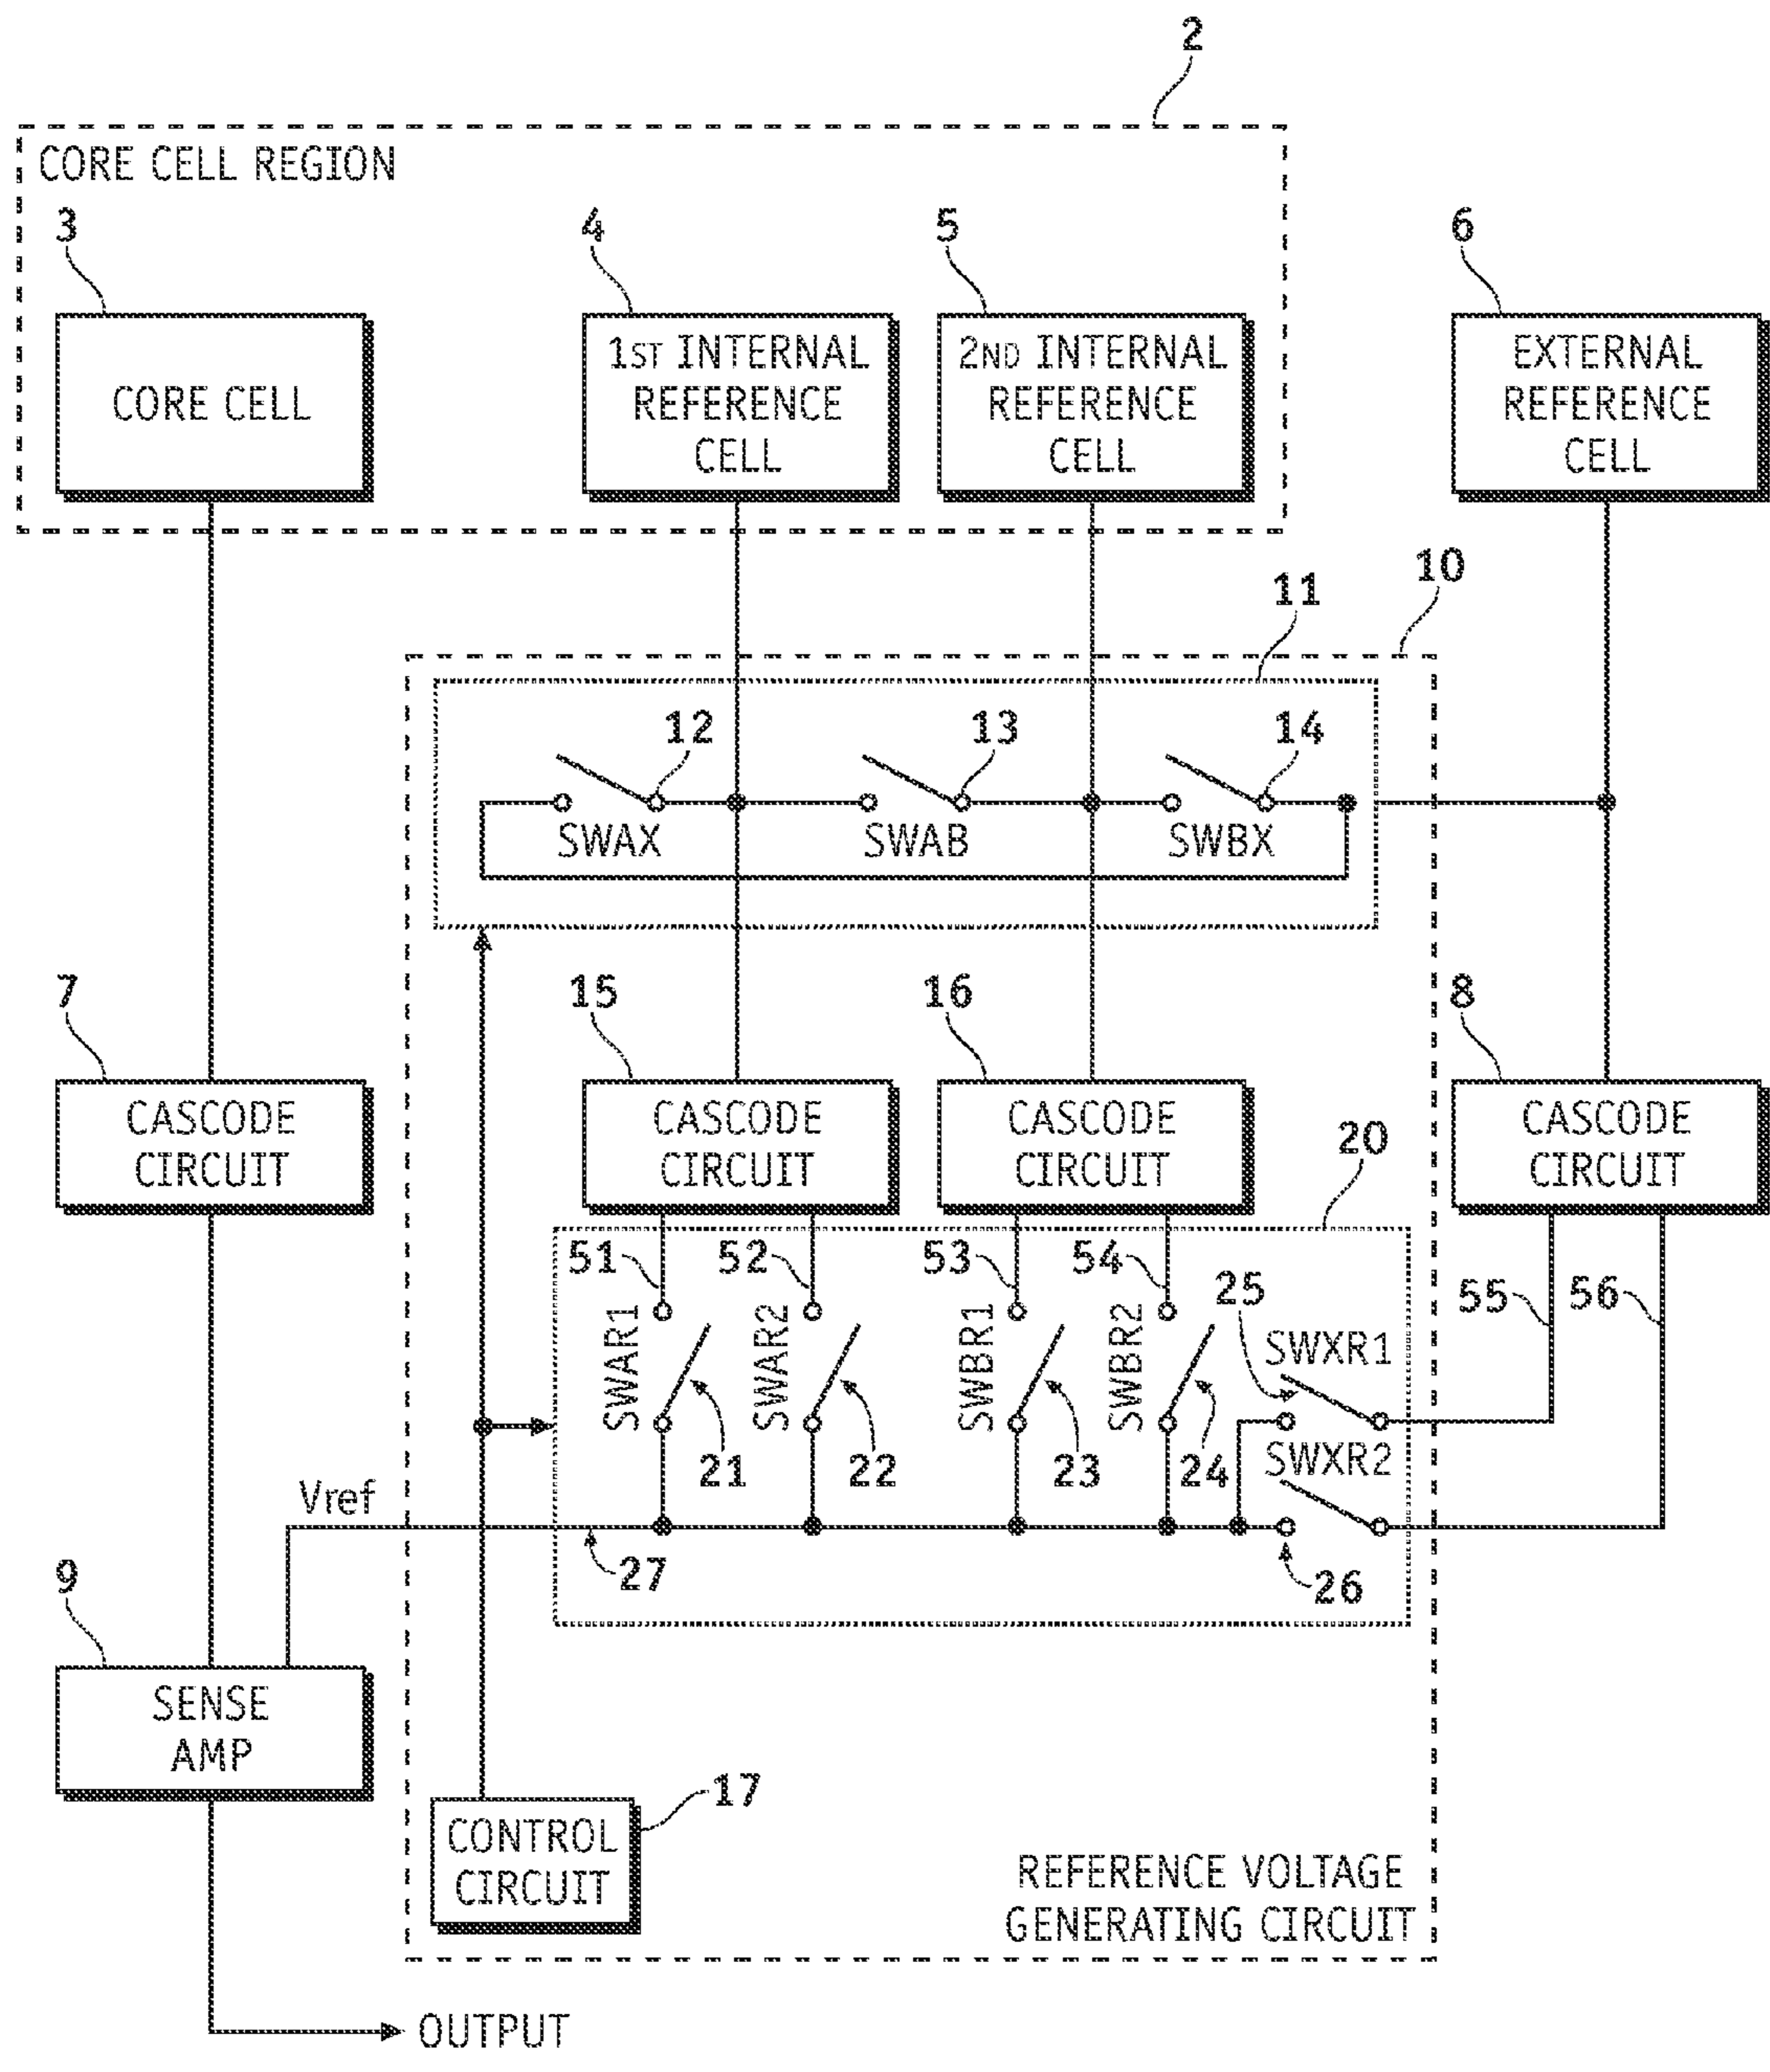 2
CORE CELL REGION
3
4
5
6
CORE CELL
1ST INTERNAL
REFERENCE
CELL
2ND INTERNAL
REFERENCE
CELL
EXTERNAL
REFERENCE
CELL
10
11
12
13
14
SWAX
SWAB
SWBX
7
15
16
8
CASCODE
CIRCUIT
CASCODE
CIRCUIT
CASCODE
CIRCUIT
CASCODE
CIRCUIT
20
51
52
53
54
25
55
56
SWAR1
SWAR2
SWBR1
SWBR2
SWXR1
21
22
23
24
SWXR2
Vref
27
26
9
SENSE
AMP
17
CONTROL
CIRCUIT
REFERENCE VOLTAGE
GENERATING CIRCUIT
OUTPUT